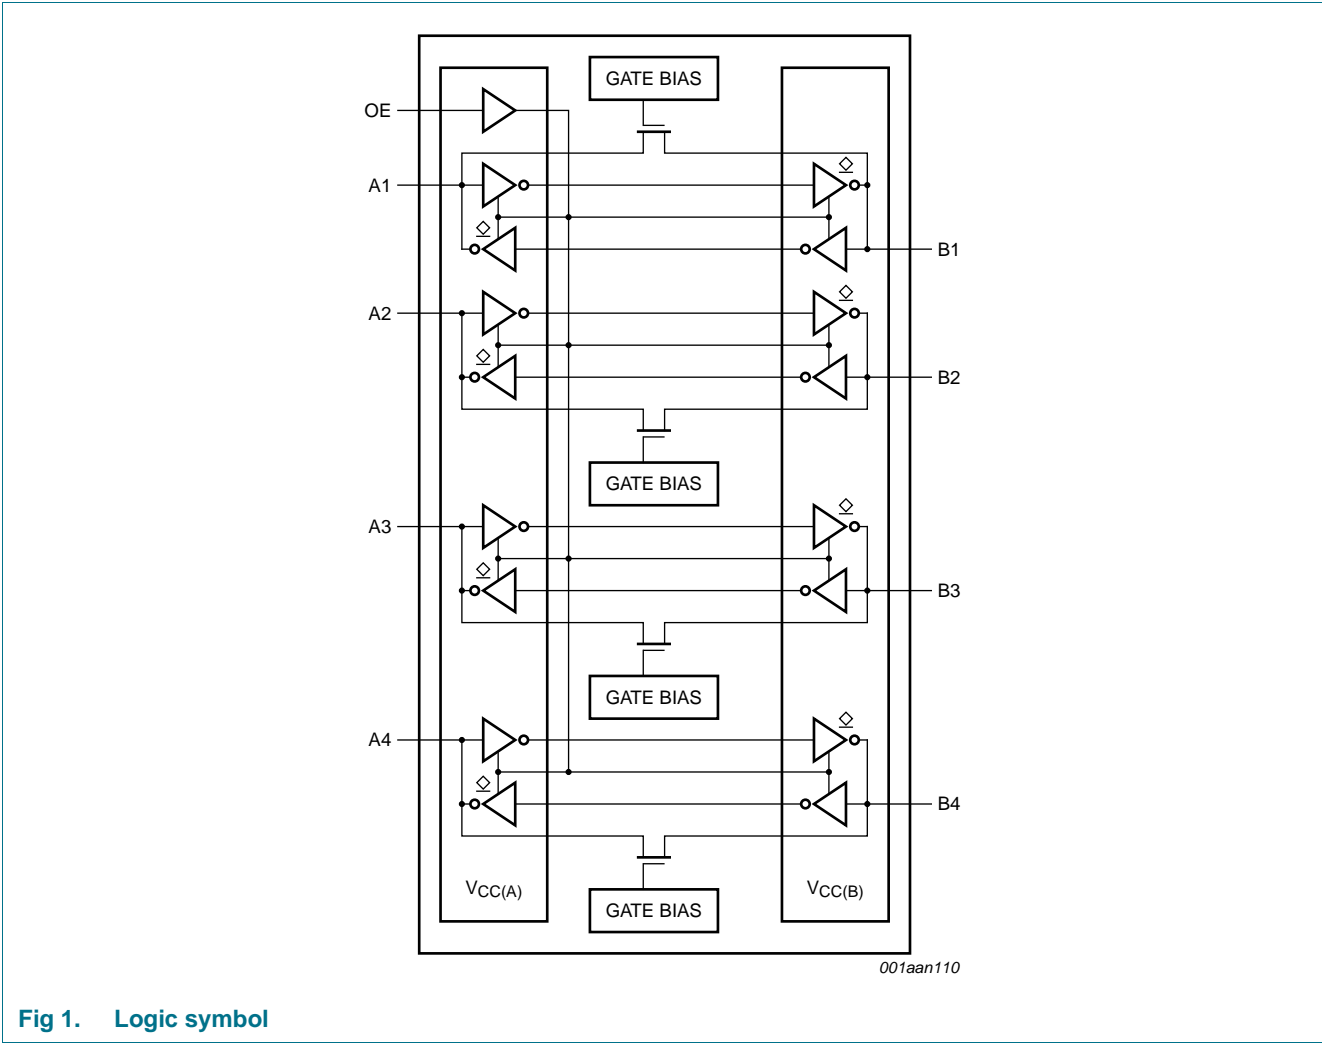 GATE BIAS
OE
A1
B1
A2
B2
GATE BIAS
A3
B3
GATE BIAS
A4
B4
VCC(A)
VCC(B)
GATE BIAS
001aan110
Fig 1. Logic symbol